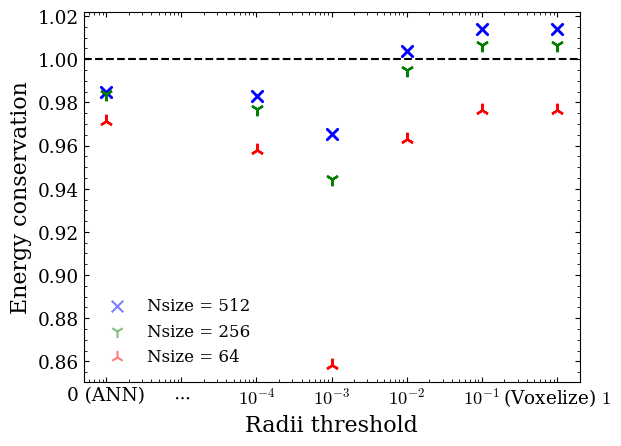 1.02
1.00
0.98
0.96
0.94
0.92
0.90
0.88
0.86
Energy conservation
Nsize = 512
Nsize = 256
Nsize = 64
0 (ANN) ... 10⁻⁴ 10⁻³ 10⁻² 10⁻¹ (Voxelize) 1
Radii threshold